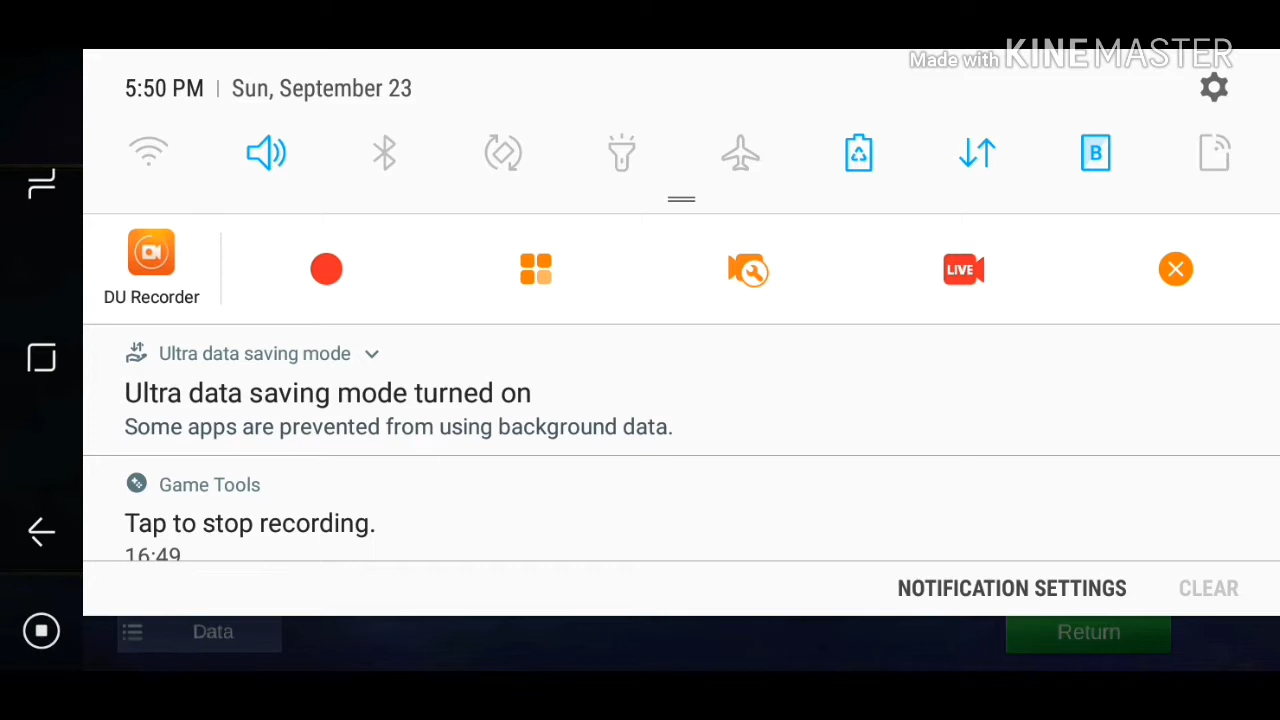 Made with KINEMASTER
5:50 PM | Sun, September 23
B
LIVE
DU Recorder
Ultra data saving mode
Ultra data saving mode turned on
Some apps are prevented from using background data.
Game Tools
Tap to stop recording.
16:49
NOTIFICATION SETTINGS CLEAR
Data Return